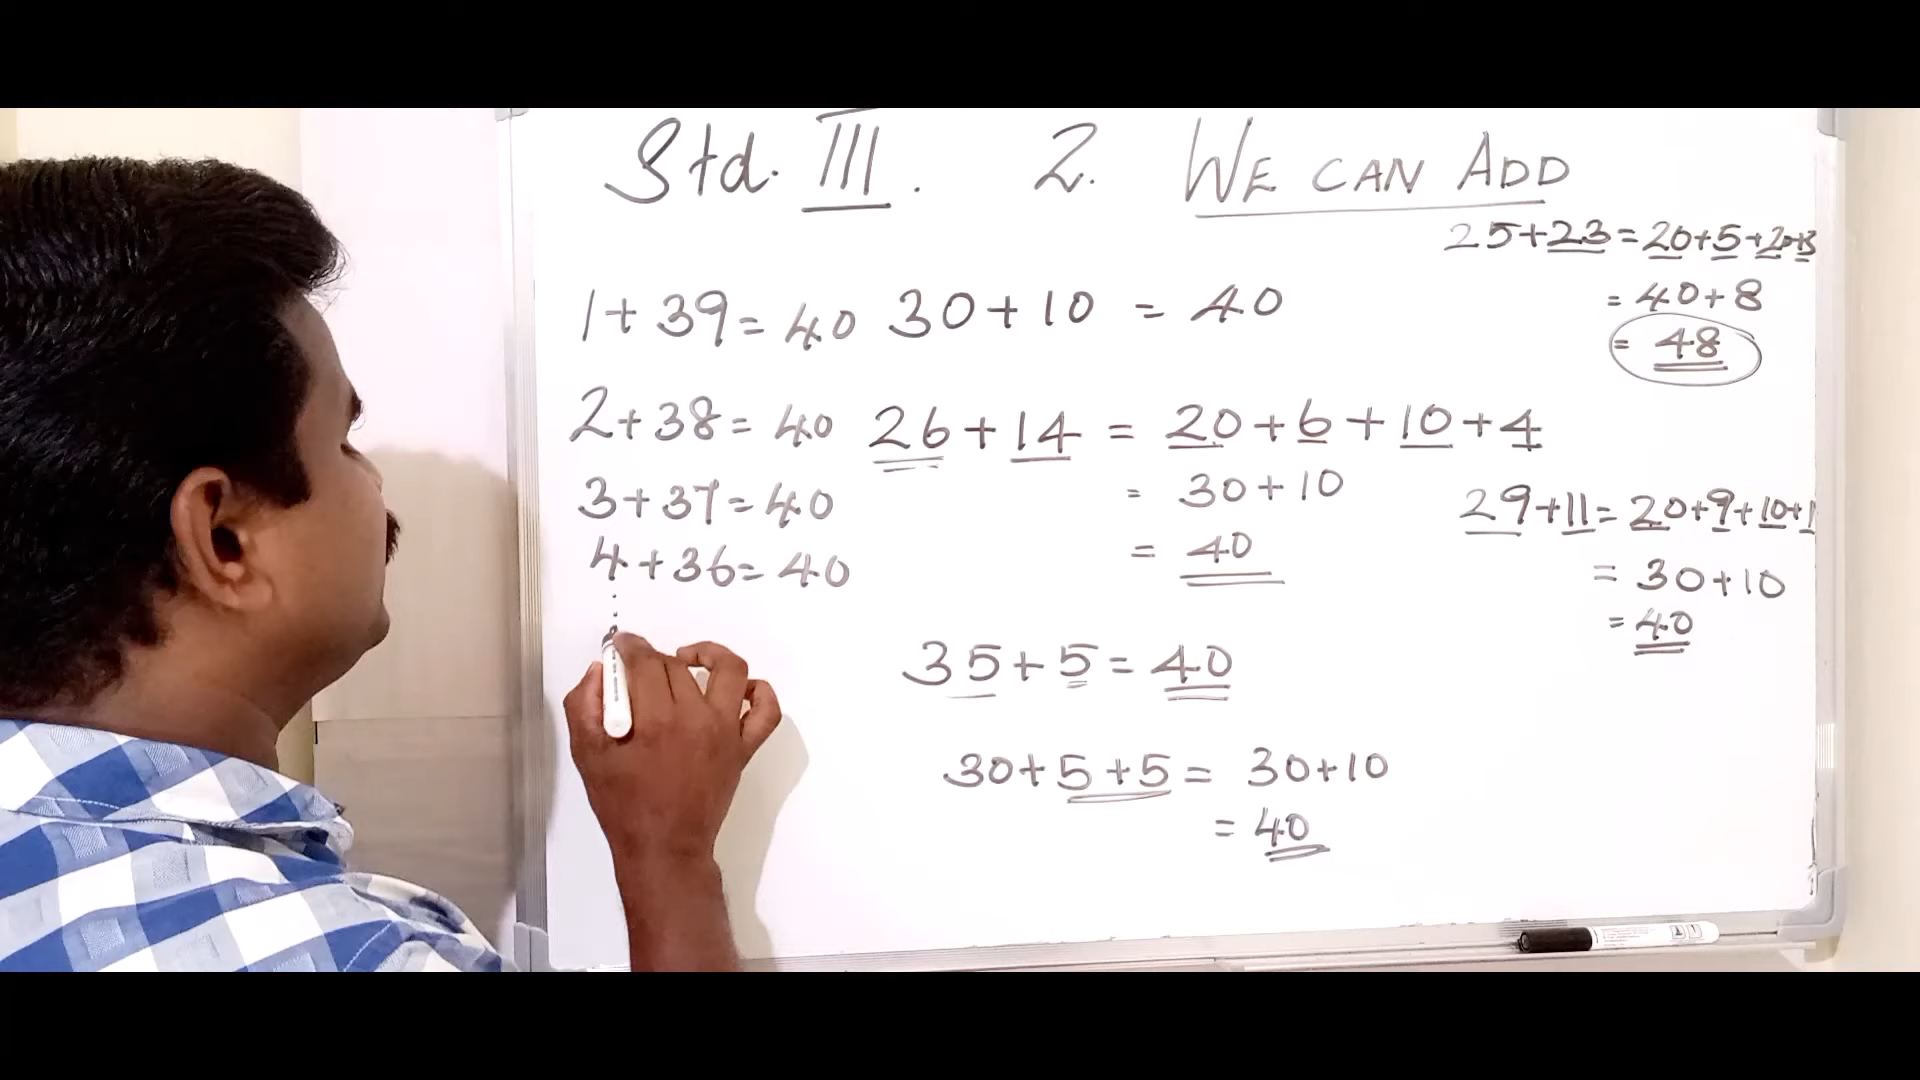 Std. III. 2. WE CAN ADD
25+23=20+5+20+3
= 40+8
= 48
1+39=40 30+10 = 40
2+38=40 26+14 = 20+6+10+4
3+37=40 = 30+10
4+36=40 = 40
29+11=20+9+10+1
= 30+10
= 40
35+5=40
30+5+5= 30+10
= 40